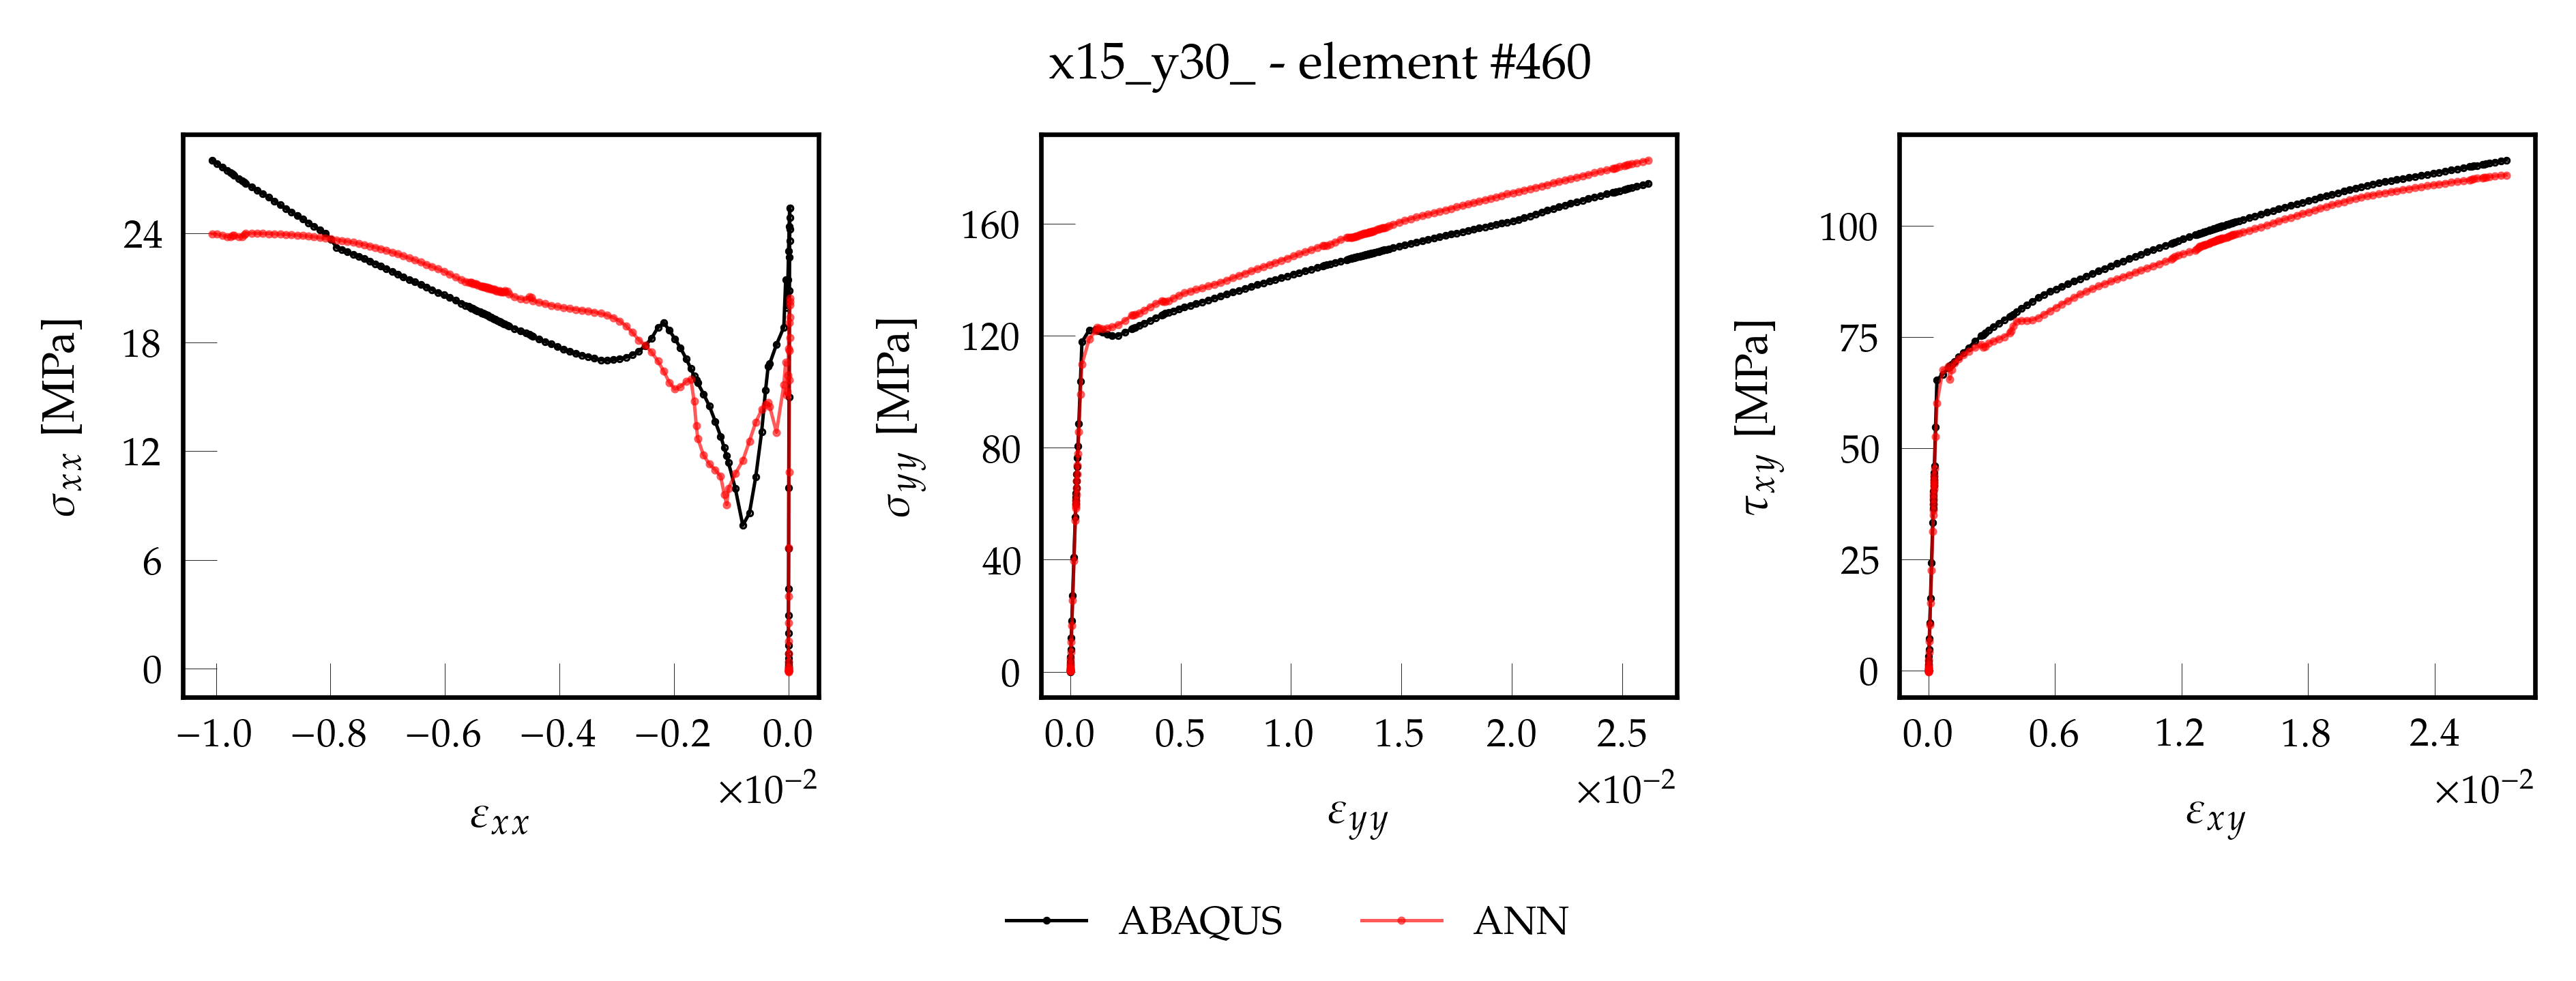 x15_y30_ - element #460
σxx [MPa]
24
18
12
6
0
−1.0 −0.8 −0.6 −0.4 −0.2 0.0
×10−2
εxx
σyy [MPa]
160
120
80
40
0
0.0 0.5 1.0 1.5 2.0 2.5
×10−2
εyy
τxy [MPa]
100
75
50
25
0
0.0 0.6 1.2 1.8 2.4
×10−2
εxy
ABAQUS ANN